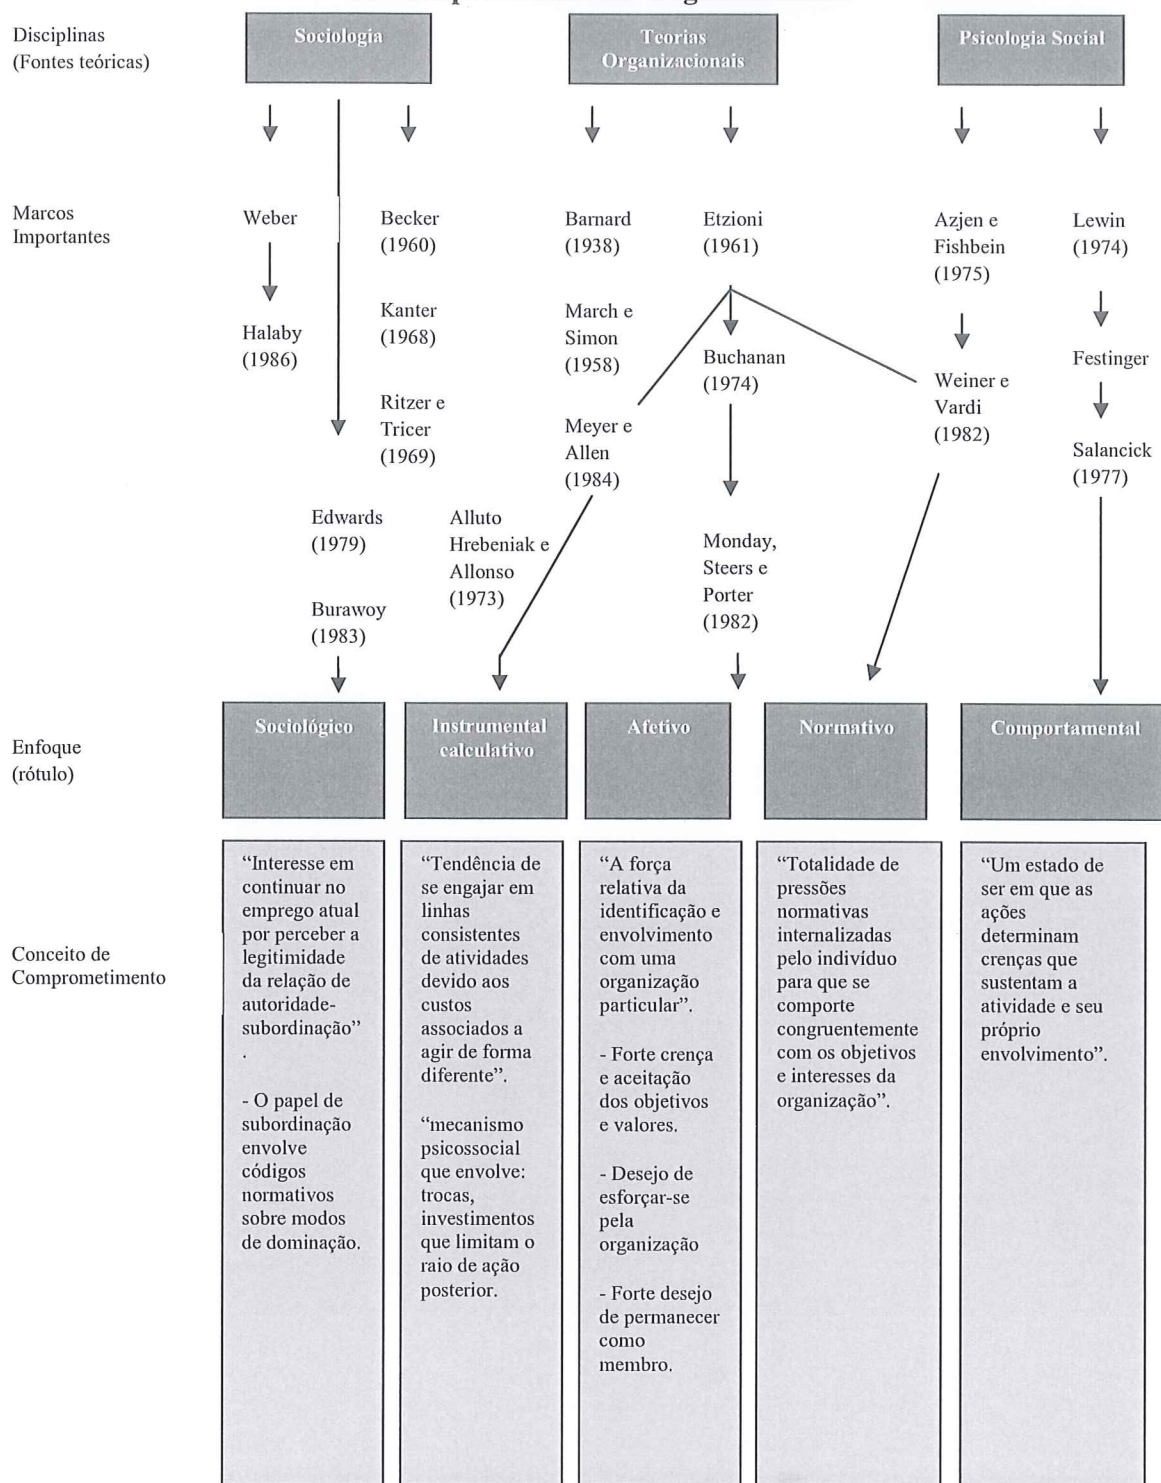 Disciplinas
(Fontes teóricas)
Sociologia
Teorias
Organizacionais
Psicologia Social
Marcos
Importantes
Weber
Halaby
(1986)
Becker
(1960)
Kanter
(1968)
Ritzer e
Tricer
(1969)
Barnard
(1938)
March e
Simon
(1958)
Meyer e
Allen
(1984)
Etzioni
(1961)
Buchanan
(1974)
Azjen e
Fishbein
(1975)
Weiner e
Vardi
(1982)
Lewin
(1974)
Festinger
Salancick
(1977)
Edwards
(1979)
Burawoy
(1983)
Alluto
Hrebeniak e
Allonso
(1973)
Monday,
Steers e
Porter
(1982)
Enfoque
(rótulo)
Sociológico
Instrumental
calculativo
Afetivo
Normativo
Comportamental
Conceito de
Comprometimento
“Interesse em
continuar no
emprego atual
por perceber a
legitimidade
da relação de
autoridade-
subordinação”
.
- O papel de
subordinação
envolve
códigos
normativos
sobre modos
de dominação.
“Tendência de
se engajar em
linhas
consistentes
de atividades
devido aos
custos
associados a
agir de forma
diferente”.
“mecanismo
psicossocial
que envolve:
trocas,
investimentos
que limitam o
raio de ação
posterior.
“A força
relativa da
identificação e
envolvimento
com uma
organização
particular”.
- Forte crença
e aceitação
dos objetivos
e valores.
- Desejo de
esforçar-se
pela
organização
- Forte desejo
de permanecer
como
membro.
“Totalidade de
pressões
normativas
internalizadas
pelo indivíduo
para que se
comporte
congruentemente
com os objetivos
e interesses da
organização”.
“Um estado de
ser em que as
ações
determinam
crenças que
sustentam a
atividade e seu
próprio
envolvimento”.